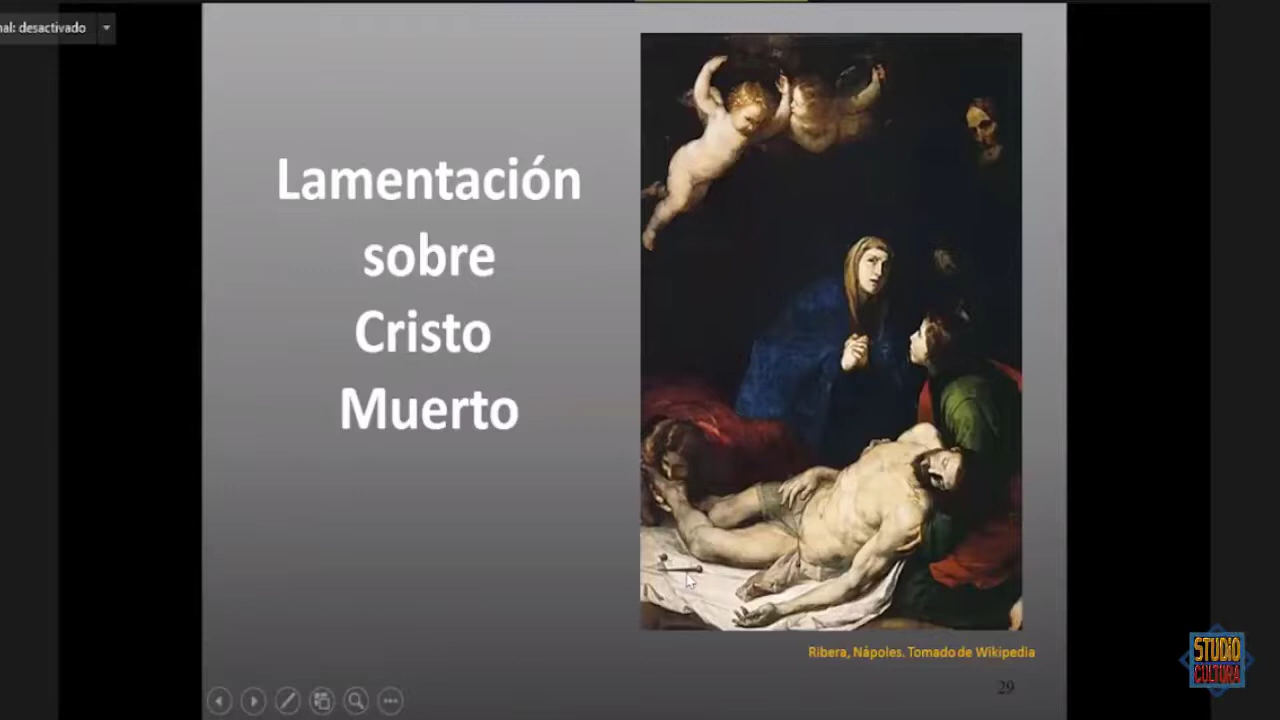 nal: desactivado
Lamentación
sobre
Cristo
Muerto
Ribera, Nápoles. Tomado de Wikipedia
29
STUDIO
CULTURA